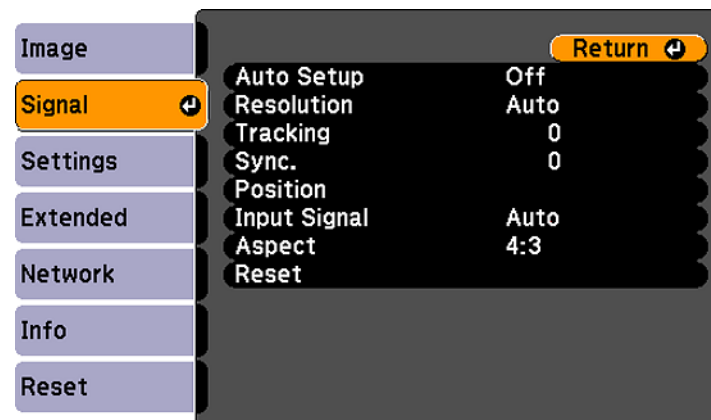 Image
Signal
Settings
Extended
Network
Info
Reset
Return
Auto Setup Off
Resolution Auto
Tracking 0
Sync. 0
Position
Input Signal Auto
Aspect 4:3
Reset